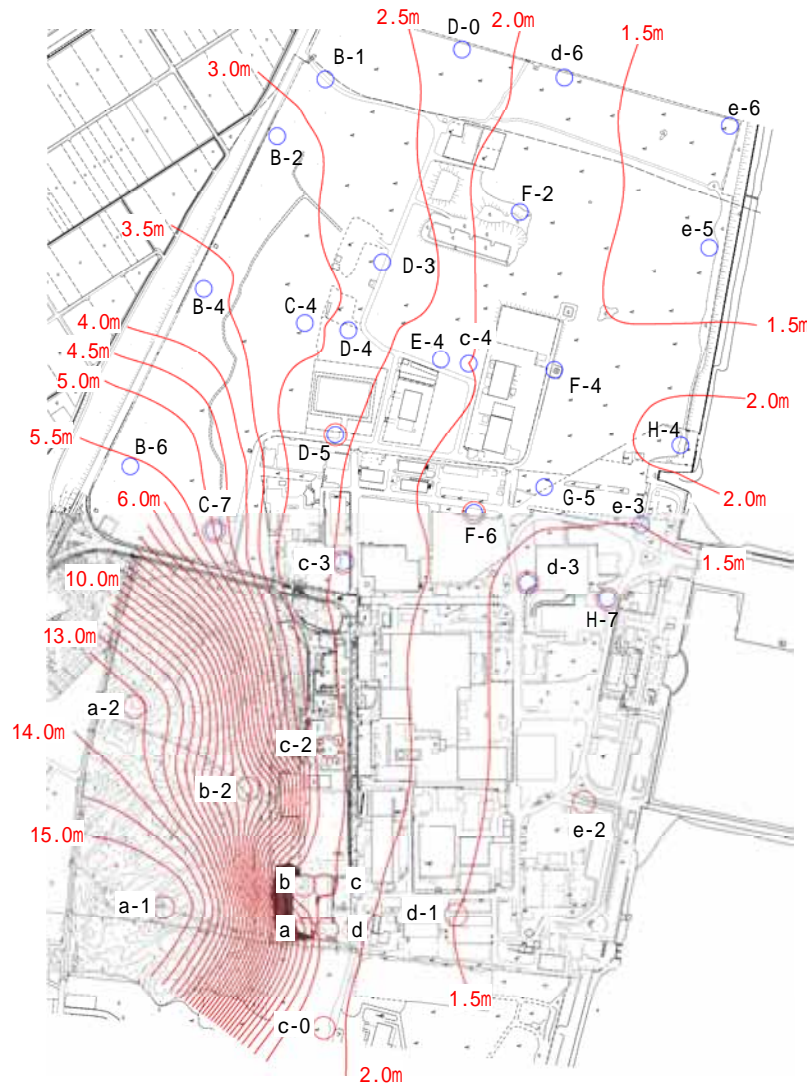 2.5m
D-0
2.0m
1.5m
d-6
3.0m
B-1
e-6
B-2
F-2
3.5m
e-5
D-3
B-4
C-4
4.0m
D-4
E-4
c-4
1.5m
4.5m
5.0m
F-4
2.0m
5.5m
D-5
H-4
B-6
6.0m
C-7
G-5
2.0m
e-3
F-6
c-3
d-3
1.5m
10.0m
H-7
13.0m
a-2
14.0m
c-2
b-2
e-2
15.0m
b
c
a-1
d-1
a
d
1.5m
c-0
2.0m